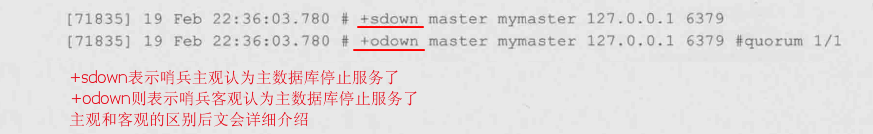 [71835] 19 Feb 22:36:03.780 # +sdown master mymaster 127.0.0.1 6379
[71835] 19 Feb 22:36:03.780 # +odown master mymaster 127.0.0.1 6379 #quorum 1/1
+sdown表示哨兵主观认为主数据库停止服务了
+odown则表示哨兵客观认为主数据库停止服务了
主观和客观的区别后文会详细介绍